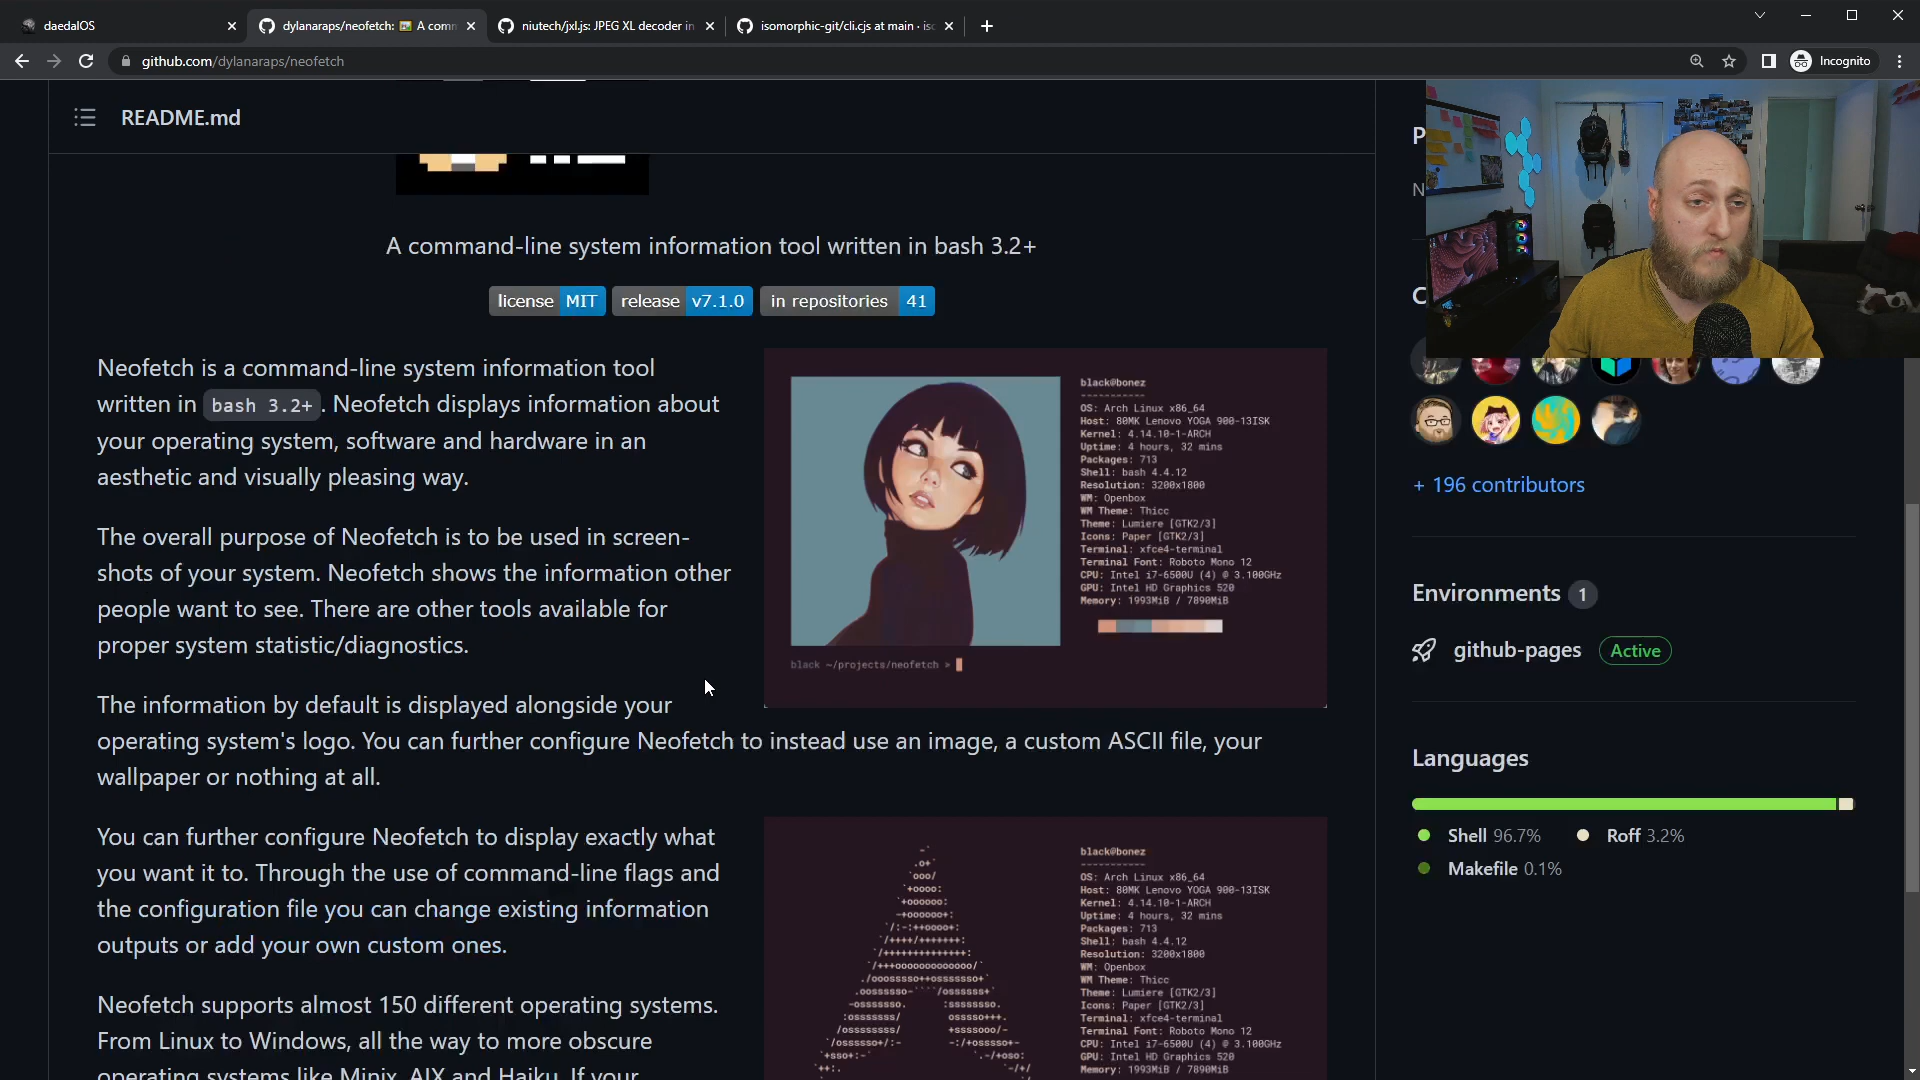 daedalOS
dylanaraps/neofetch: 🖼️ A com
niutech/jxl.js: JPEG XL decoder in
isomorphic-git/cli.cjs at main · is
github.com/dylanaraps/neofetch
Incognito
README.md
A command-line system information tool written in bash 3.2+
license MIT
release v7.1.0
in repositories 41
Neofetch is a command-line system information tool
written in bash 3.2+ . Neofetch displays information about
your operating system, software and hardware in an
aesthetic and visually pleasing way.
The overall purpose of Neofetch is to be used in screen-
shots of your system. Neofetch shows the information other
people want to see. There are other tools available for
proper system statistic/diagnostics.
The information by default is displayed alongside your
operating system's logo. You can further configure Neofetch to instead use an image, a custom ASCII file, your
wallpaper or nothing at all.
black@bonez
OS: Arch Linux x86_64
Host: 80MK Lenovo YOGA 900-13ISK
Kernel: 4.14.10-1-ARCH
Uptime: 4 hours, 32 mins
Packages: 713
Shell: bash 4.4.12
Resolution: 3200x1800
WM: Openbox
WM Theme: Thicc
Theme: Lumiere [GTK2/3]
Icons: Paper [GTK2/3]
Terminal: xfce4-terminal
Terminal Font: Roboto Mono 12
CPU: Intel i7-6500U (4) @ 3.100GHz
GPU: Intel HD Graphics 520
Memory: 1993MiB / 7890MiB
black ~/projects/neofetch >
You can further configure Neofetch to display exactly what
you want it to. Through the use of command-line flags and
the configuration file you can change existing information
outputs or add your own custom ones.
Neofetch supports almost 150 different operating systems.
From Linux to Windows, all the way to more obscure
operating systems like Minix, AIX and Haiku. If your
black@bonez
OS: Arch Linux x86_64
Host: 80MK Lenovo YOGA 900-13ISK
Kernel: 4.14.10-1-ARCH
Uptime: 4 hours, 32 mins
Packages: 713
Shell: bash 4.4.12
Resolution: 3200x1800
WM: Openbox
WM Theme: Thicc
Theme: Lumiere [GTK2/3]
Icons: Paper [GTK2/3]
Terminal: xfce4-terminal
Terminal Font: Roboto Mono 12
CPU: Intel i7-6500U (4) @ 3.100GHz
GPU: Intel HD Graphics 520
Memory: 1993MiB / 7890MiB
+ 196 contributors
Environments 1
github-pages Active
Languages
Shell 96.7%
Roff 3.2%
Makefile 0.1%